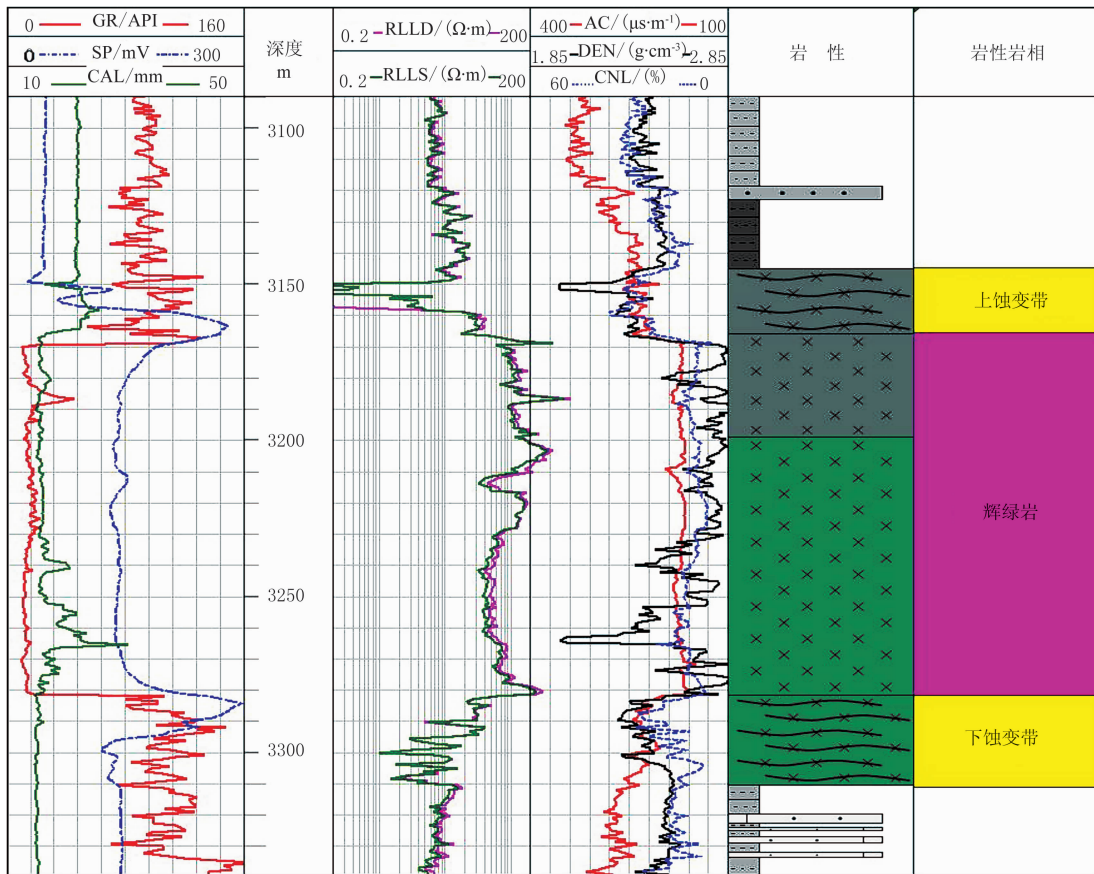 0 GR/API 160
0 SP/mV 300
CAL/mm
10 50
深度
m
0.2 RLLD/(Ω·m) 200
0.2 RLLS/(Ω·m) 200
400 AC/(μs·m⁻¹) 100
1.85 DEN/(g·cm⁻³) 2.85
60 CNL/(%) 0
岩 性
岩性岩相
3100
3150
3200
3250
3300
上蚀变带
辉绿岩
下蚀变带